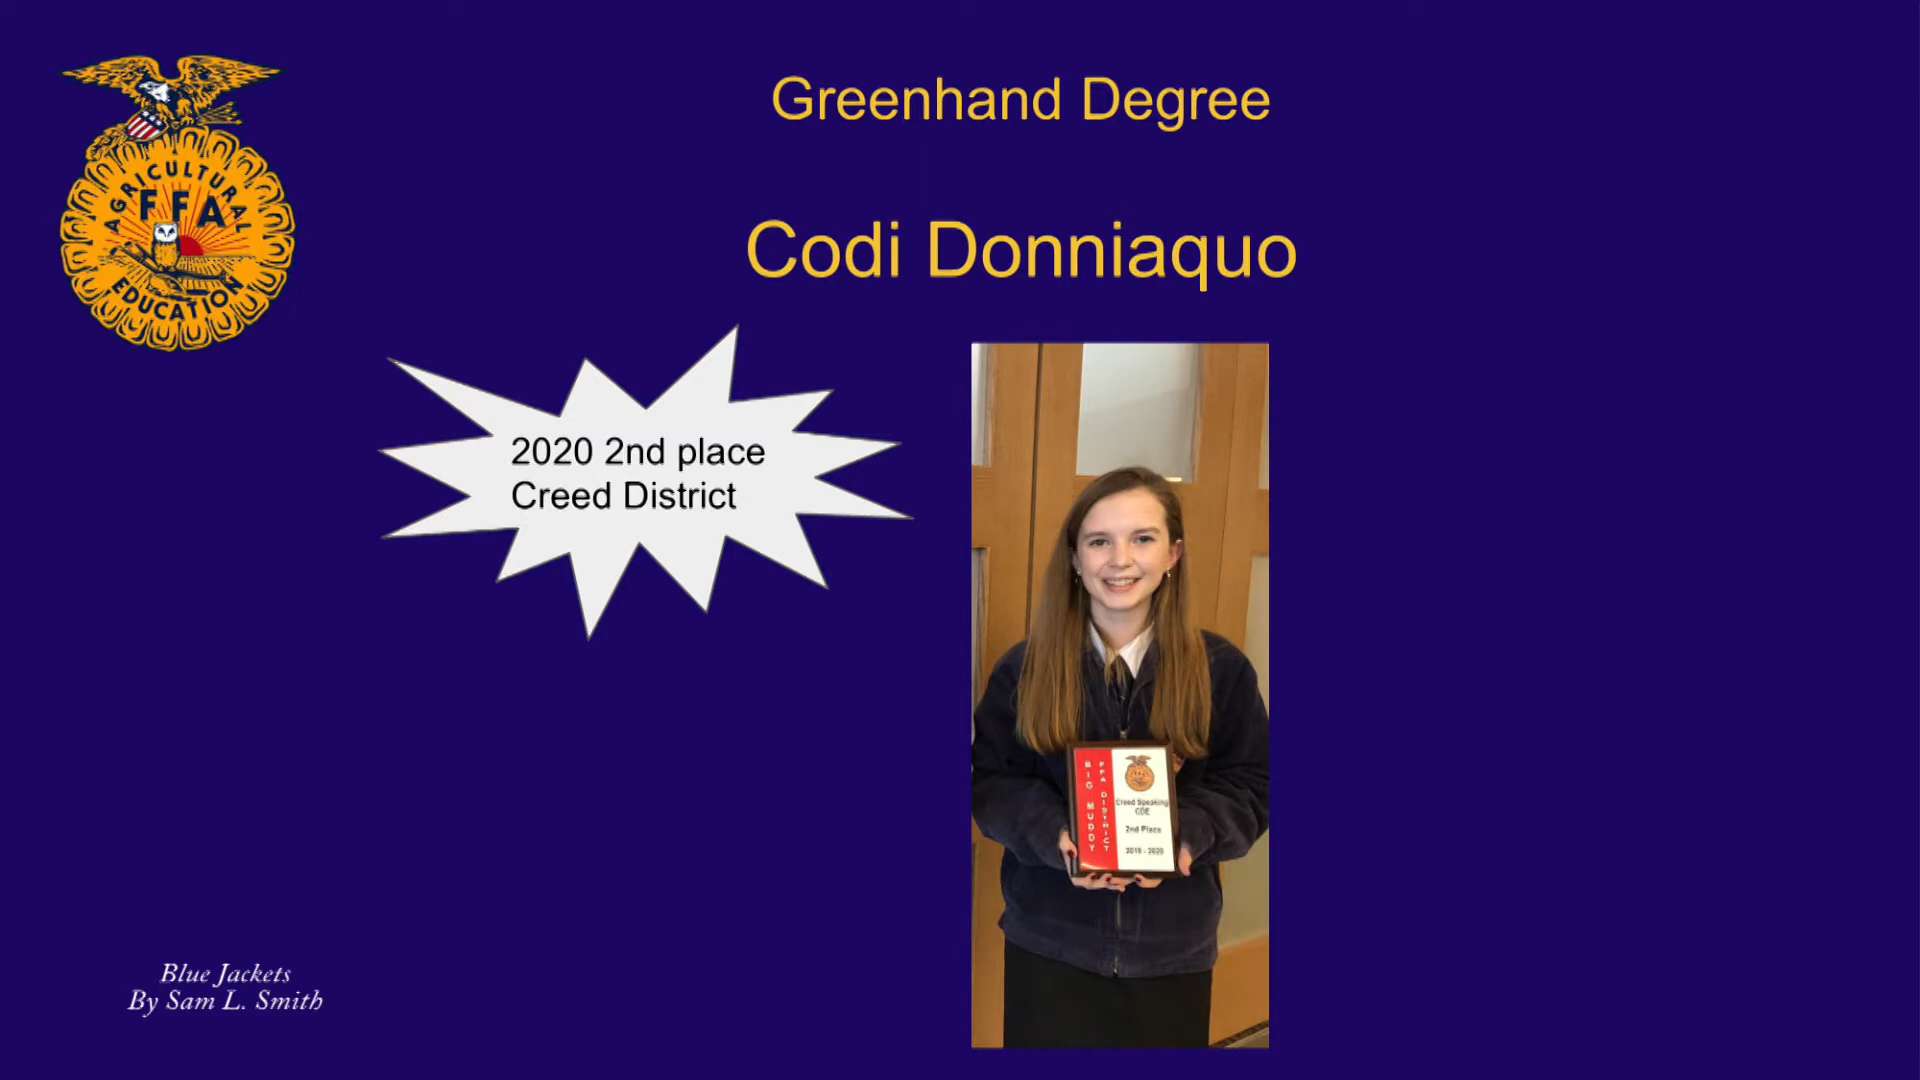 AGRICULTURAL
FFA
EDUCATION
Greenhand Degree
Codi Donniaquo
2020 2nd place
Creed District
BIG MUDDY
FFA DISTRICT
Creed Speaking
CDE
2nd Place
2019 - 2020
Blue Jackets
By Sam L. Smith